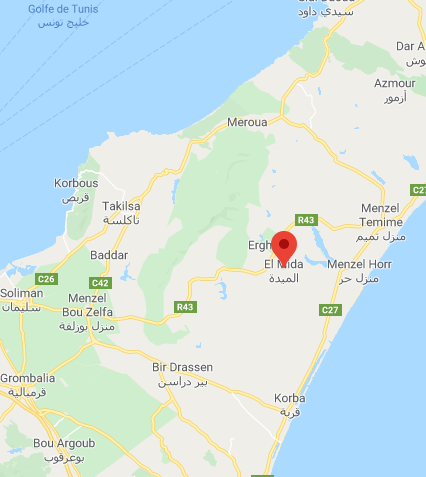 Golfe de Tunis
خليج تونس
سيدي داود
Dar A
وش
Azmour
أزمور
Meroua
Korbous
قربص
Takilsa
تاكلسة
C27
Menzel
Temime
منزل تميم
R43
Ergh
El Mida
الميدة
Menzel Horr
منزل حر
Baddar
C26
C42
Soliman
سليمان
Menzel
Bou Zelfa
منزل بوزلفة
R43
C27
Bir Drassen
بير دراسن
Grombalia
قرمبالية
Korba
قربة
Bou Argoub
بوعرقوب